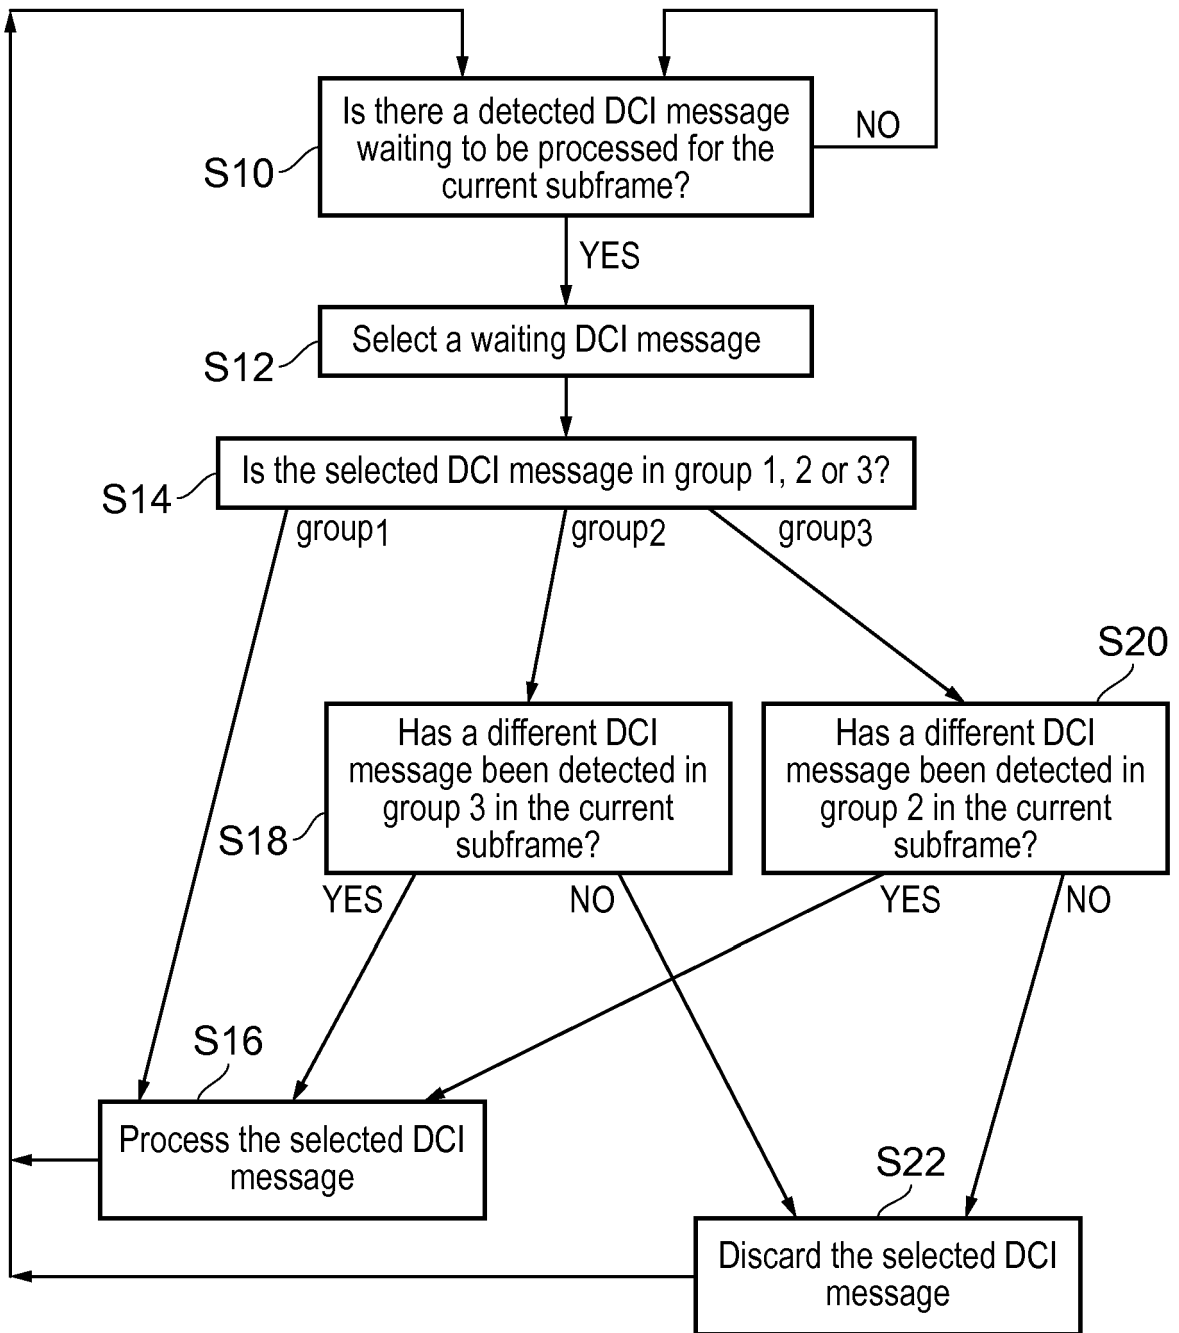 Is there a detected DCI message
waiting to be processed for the
current subframe?
NO
S10
YES
Select a waiting DCI message
S12
Is the selected DCI message in group 1, 2 or 3?
S14
group1
group2
group3
S20
Has a different DCI
message been detected in
group 3 in the current
subframe?
S18
Has a different DCI
message been detected in
group 2 in the current
subframe?
YES
NO
YES
NO
S16
Process the selected DCI
message
S22
Discard the selected DCI
message